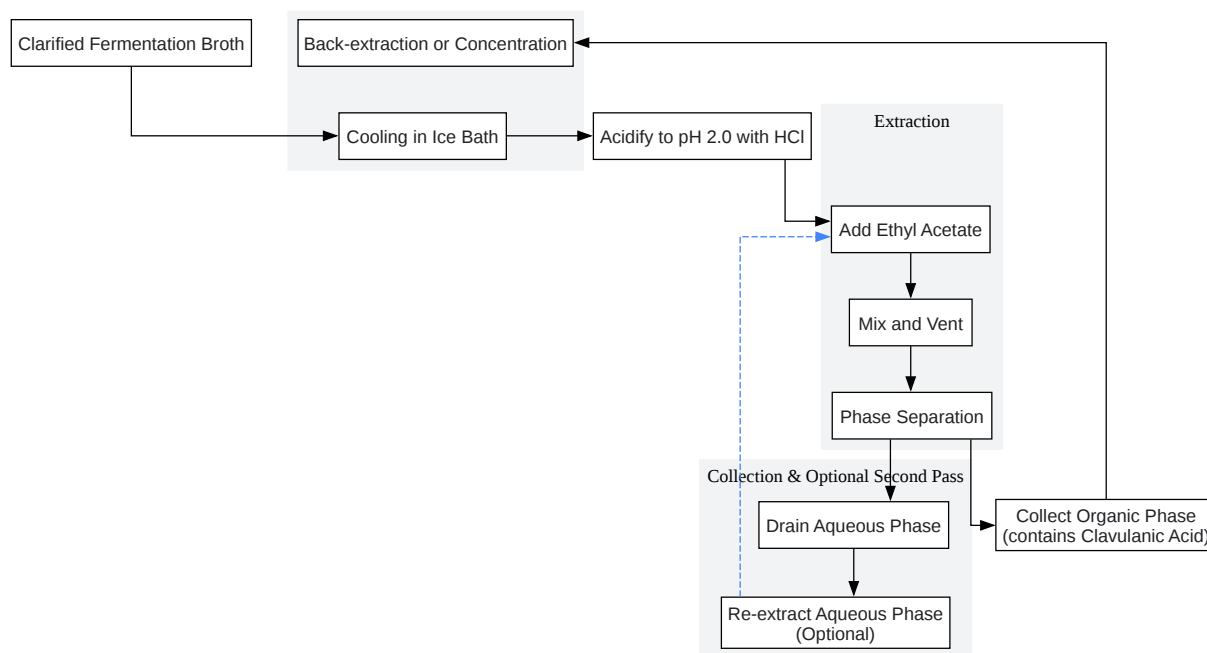 Clarified Fermentation Broth
Back-extraction or Concentration
Cooling in Ice Bath
Acidify to pH 2.0 with HCl
Extraction
Add Ethyl Acetate
Mix and Vent
Phase Separation
Collection & Optional Second Pass
Drain Aqueous Phase
Collect Organic Phase
(contains Clavulanic Acid)
Re-extract Aqueous Phase
(Optional)